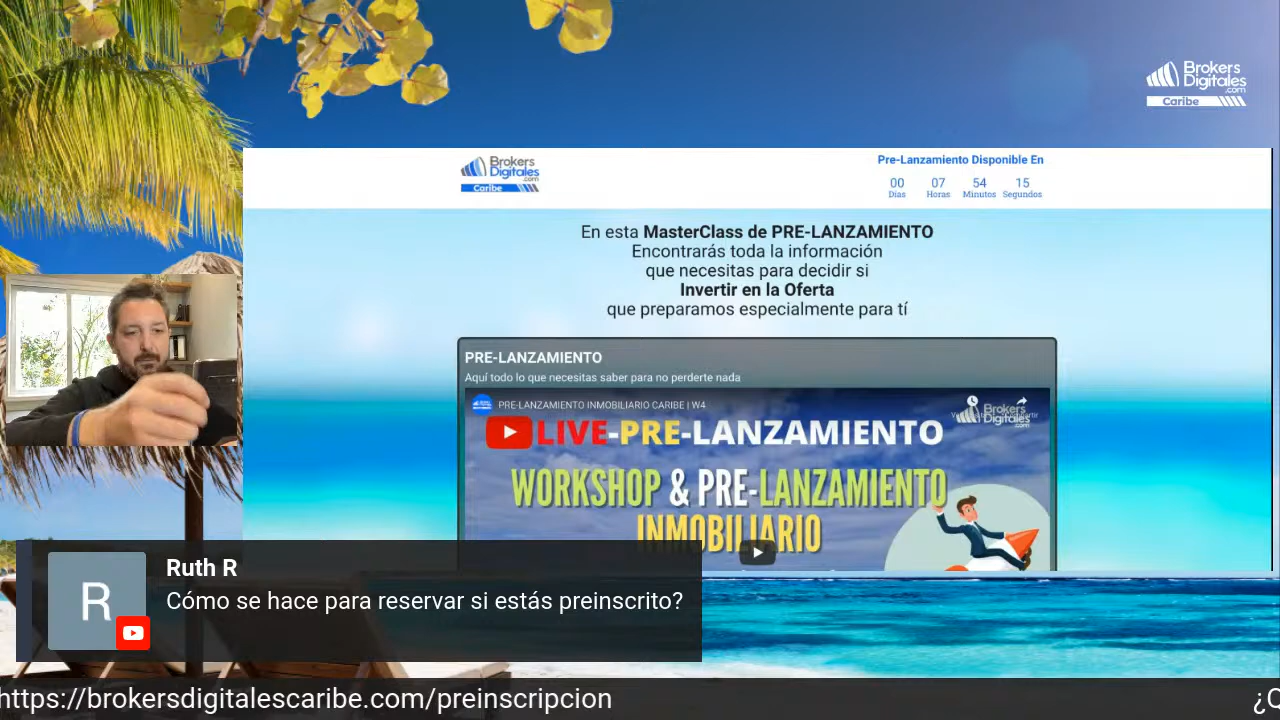 Brokers
Digitales
.com
Caribe
Brokers
Digitales
.com
Caribe
Pre-Lanzamiento Disponible En
00 07 54 15
Días Horas Minutos Segundos
En esta MasterClass de PRE-LANZAMIENTO
Encontrarás toda la información
que necesitas para decidir si
Invertir en la Oferta
que preparamos especialmente para tí
PRE-LANZAMIENTO
Aquí todo lo que necesitas saber para no perderte nada
PRE-LANZAMIENTO INMOBILIARIO CARIBE | W4
Brokers
Digitales
.com
LIVE-PRE-LANZAMIENTO
WORKSHOP & PRE-LANZAMIENTO
INMOBILIARIO
R
Ruth R
Cómo se hace para reservar si estás preinscrito?
https://brokersdigitalescaribe.com/preinscripcion